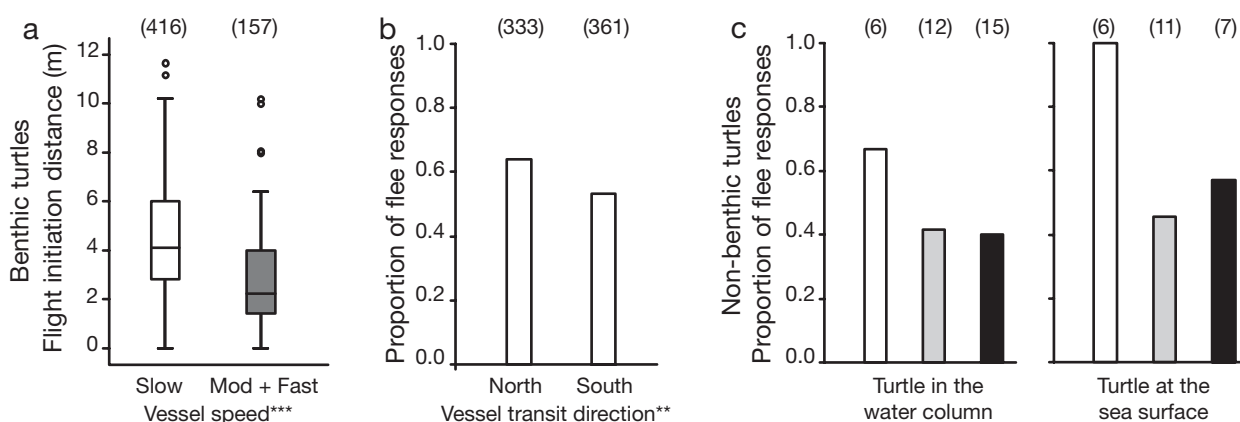 a
(416)
(157)
Benthic turtles
Flight initiation distance (m)
12
10
8
6
4
2
0
Slow
Mod + Fast
Vessel speed***
b
(333)
(361)
Proportion of flee responses
1.0
0.8
0.6
0.4
0.2
0.0
North
South
Vessel transit direction**
c
(6)
(12)
(15)
(6)
(11)
(7)
Non-benthic turtles
Proportion of flee responses
1.0
0.8
0.6
0.4
0.2
0.0
Turtle in the
water column
Turtle at the
sea surface